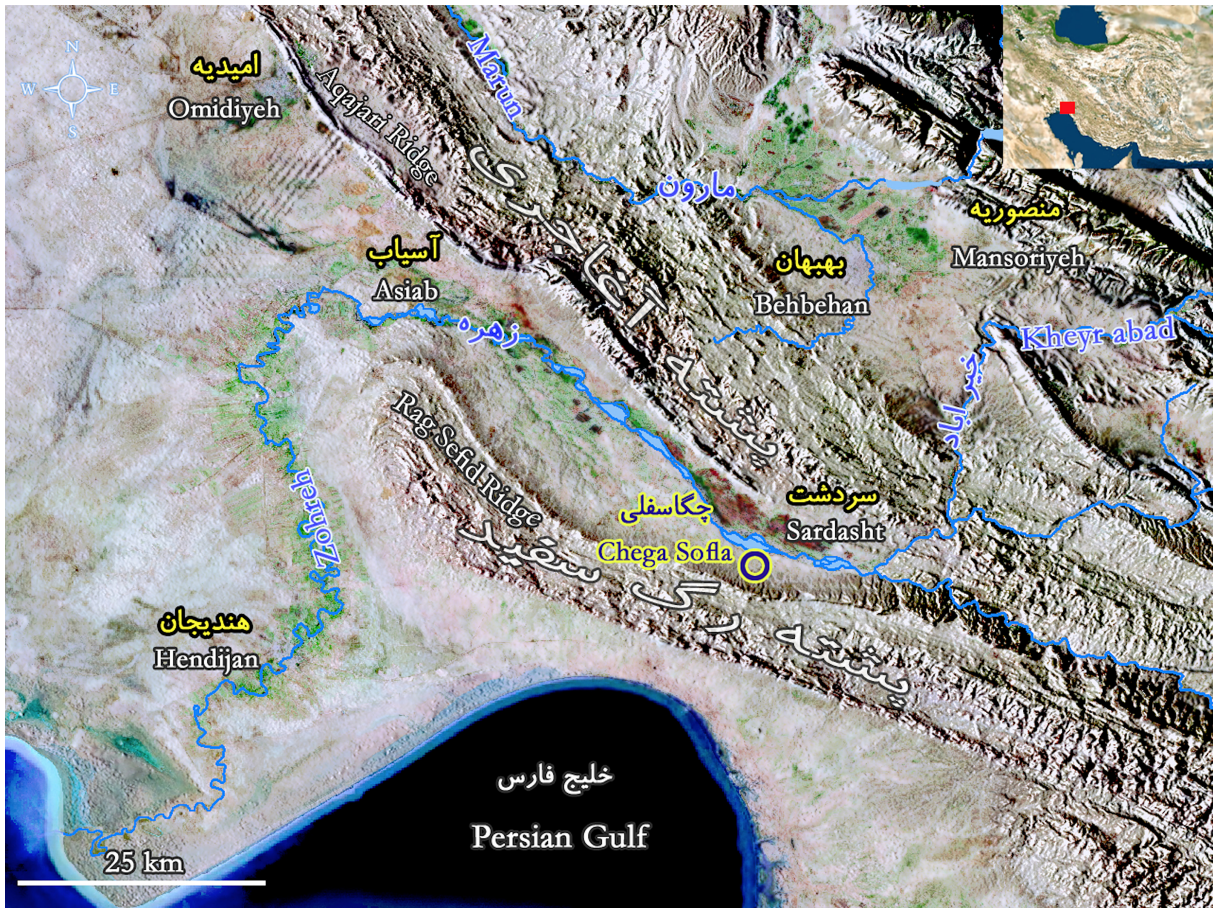 N
W
E
S
امیدیه
Omidiyeh
Aqajari Ridge
پشته آغاجری
Marun
مارون
منصوریه
Mansoriyeh
بهبهان
Behbehan
آسیاب
Asiab
زهره
Kheyr abad
خیر اباد
Rag-Sefid Ridge
پشته رگ سفید
چگاسفلی
Chega Sofla
سردشت
Sardasht
Zohreh
هندیجان
Hendijan
خلیج فارس
Persian Gulf
25 km